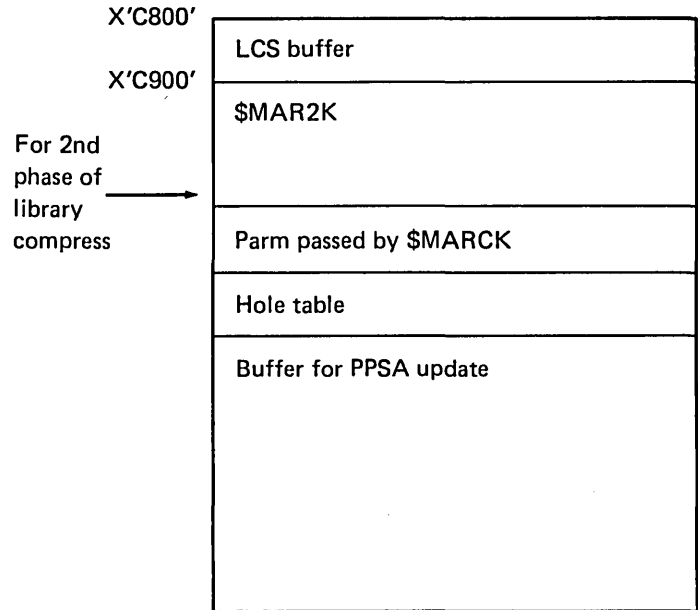 X'C800'
LCS buffer
X'C900'
$MAR2K
For 2nd
phase of
library
compress
Parm passed by $MARCK
Hole table
Buffer for PPSA update